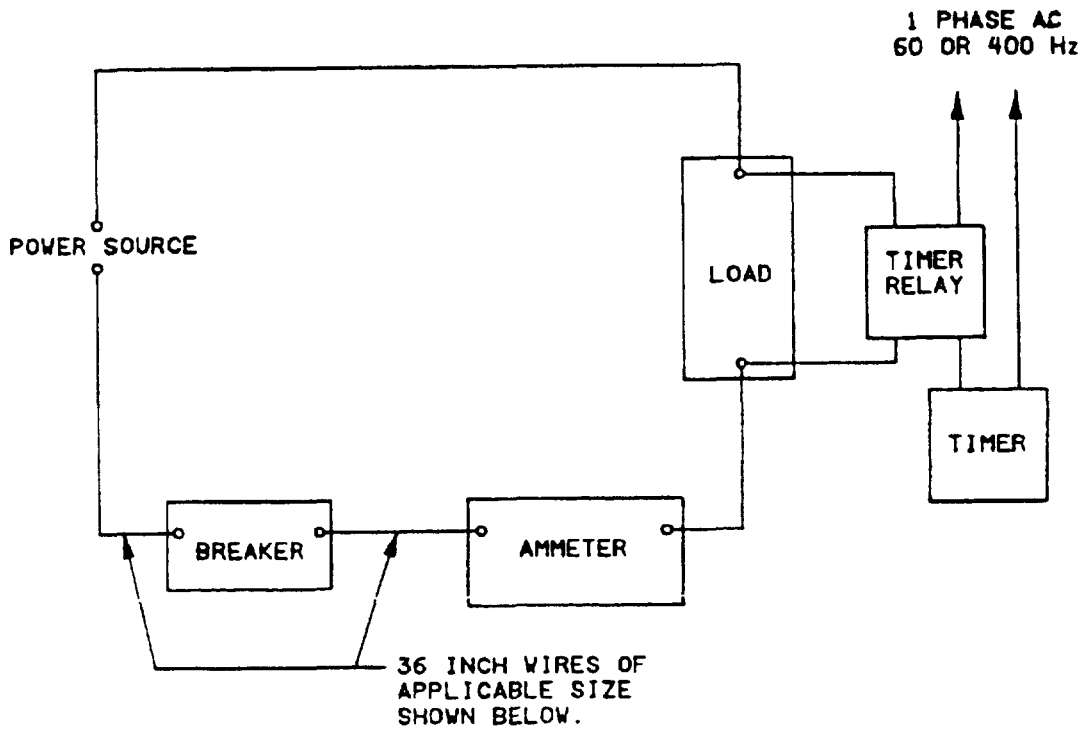 1 PHASE AC
60 OR 400 Hz
POWER SOURCE
LOAD
TIMER
RELAY
TIMER
BREAKER
AMMETER
36 INCH WIRES OF
APPLICABLE SIZE
SHOWN BELOW.